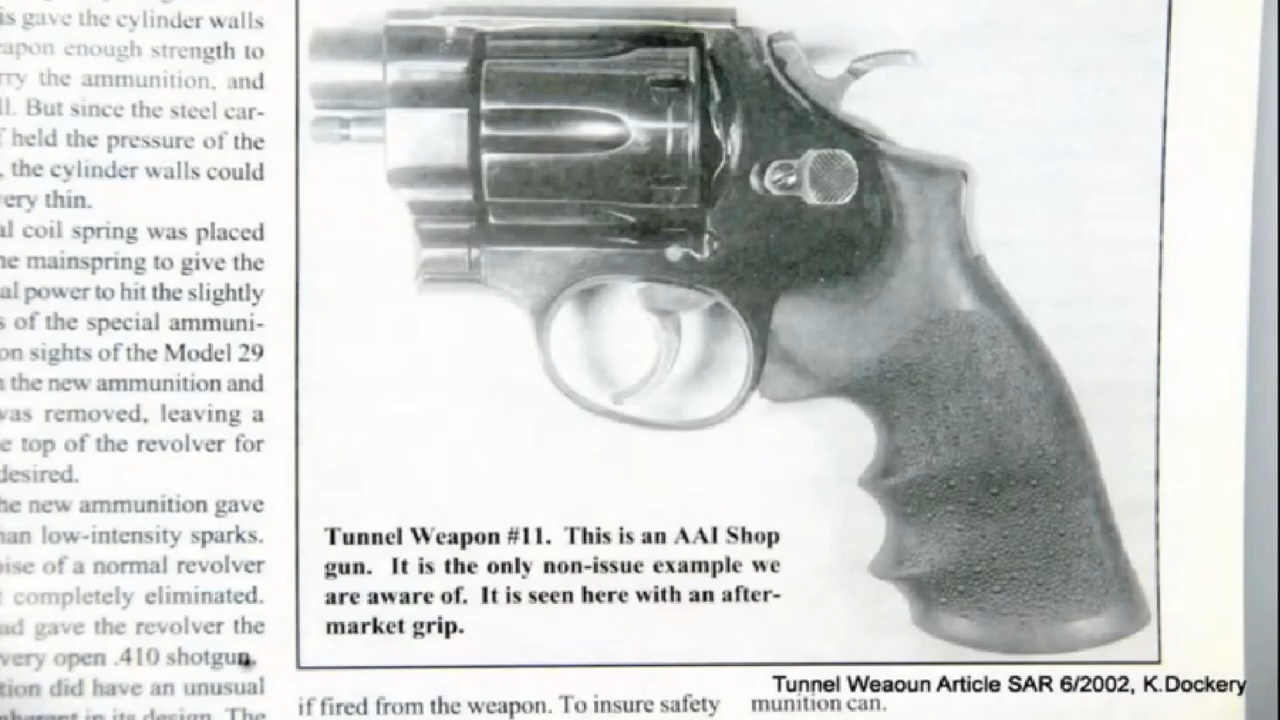 is gave the cylinder walls
apon enough strength to
rry the ammunition, and
ll. But since the steel car-
f held the pressure of the
, the cylinder walls could
very thin.
al coil spring was placed
he mainspring to give the
al power to hit the slightly
s of the special ammuni-
on sights of the Model 29
the new ammunition and
was removed, leaving a
e top of the revolver for
desired.
he new ammunition gave
han low-intensity sparks.
oise of a normal revolver
completely eliminated.
ad gave the revolver the
very open .410 shotgun.
tion did have an unusual
in its design. The
Tunnel Weapon #11. This is an AAI Shop
gun. It is the only non-issue example we
are aware of. It is seen here with an after-
market grip.
if fired from the weapon. To insure safety
munition can.
Tunnel Weaoun Article SAR 6/2002, K.Dockery